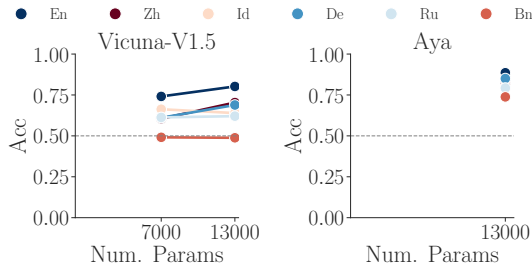 En Zh Id De Ru Bn
Vicuna-V1.5
Acc
1.00
0.75
0.50
0.25
0.00
7000 13000
Num. Params
Aya
Acc
1.00
0.75
0.50
0.25
0.00
13000
Num. Params